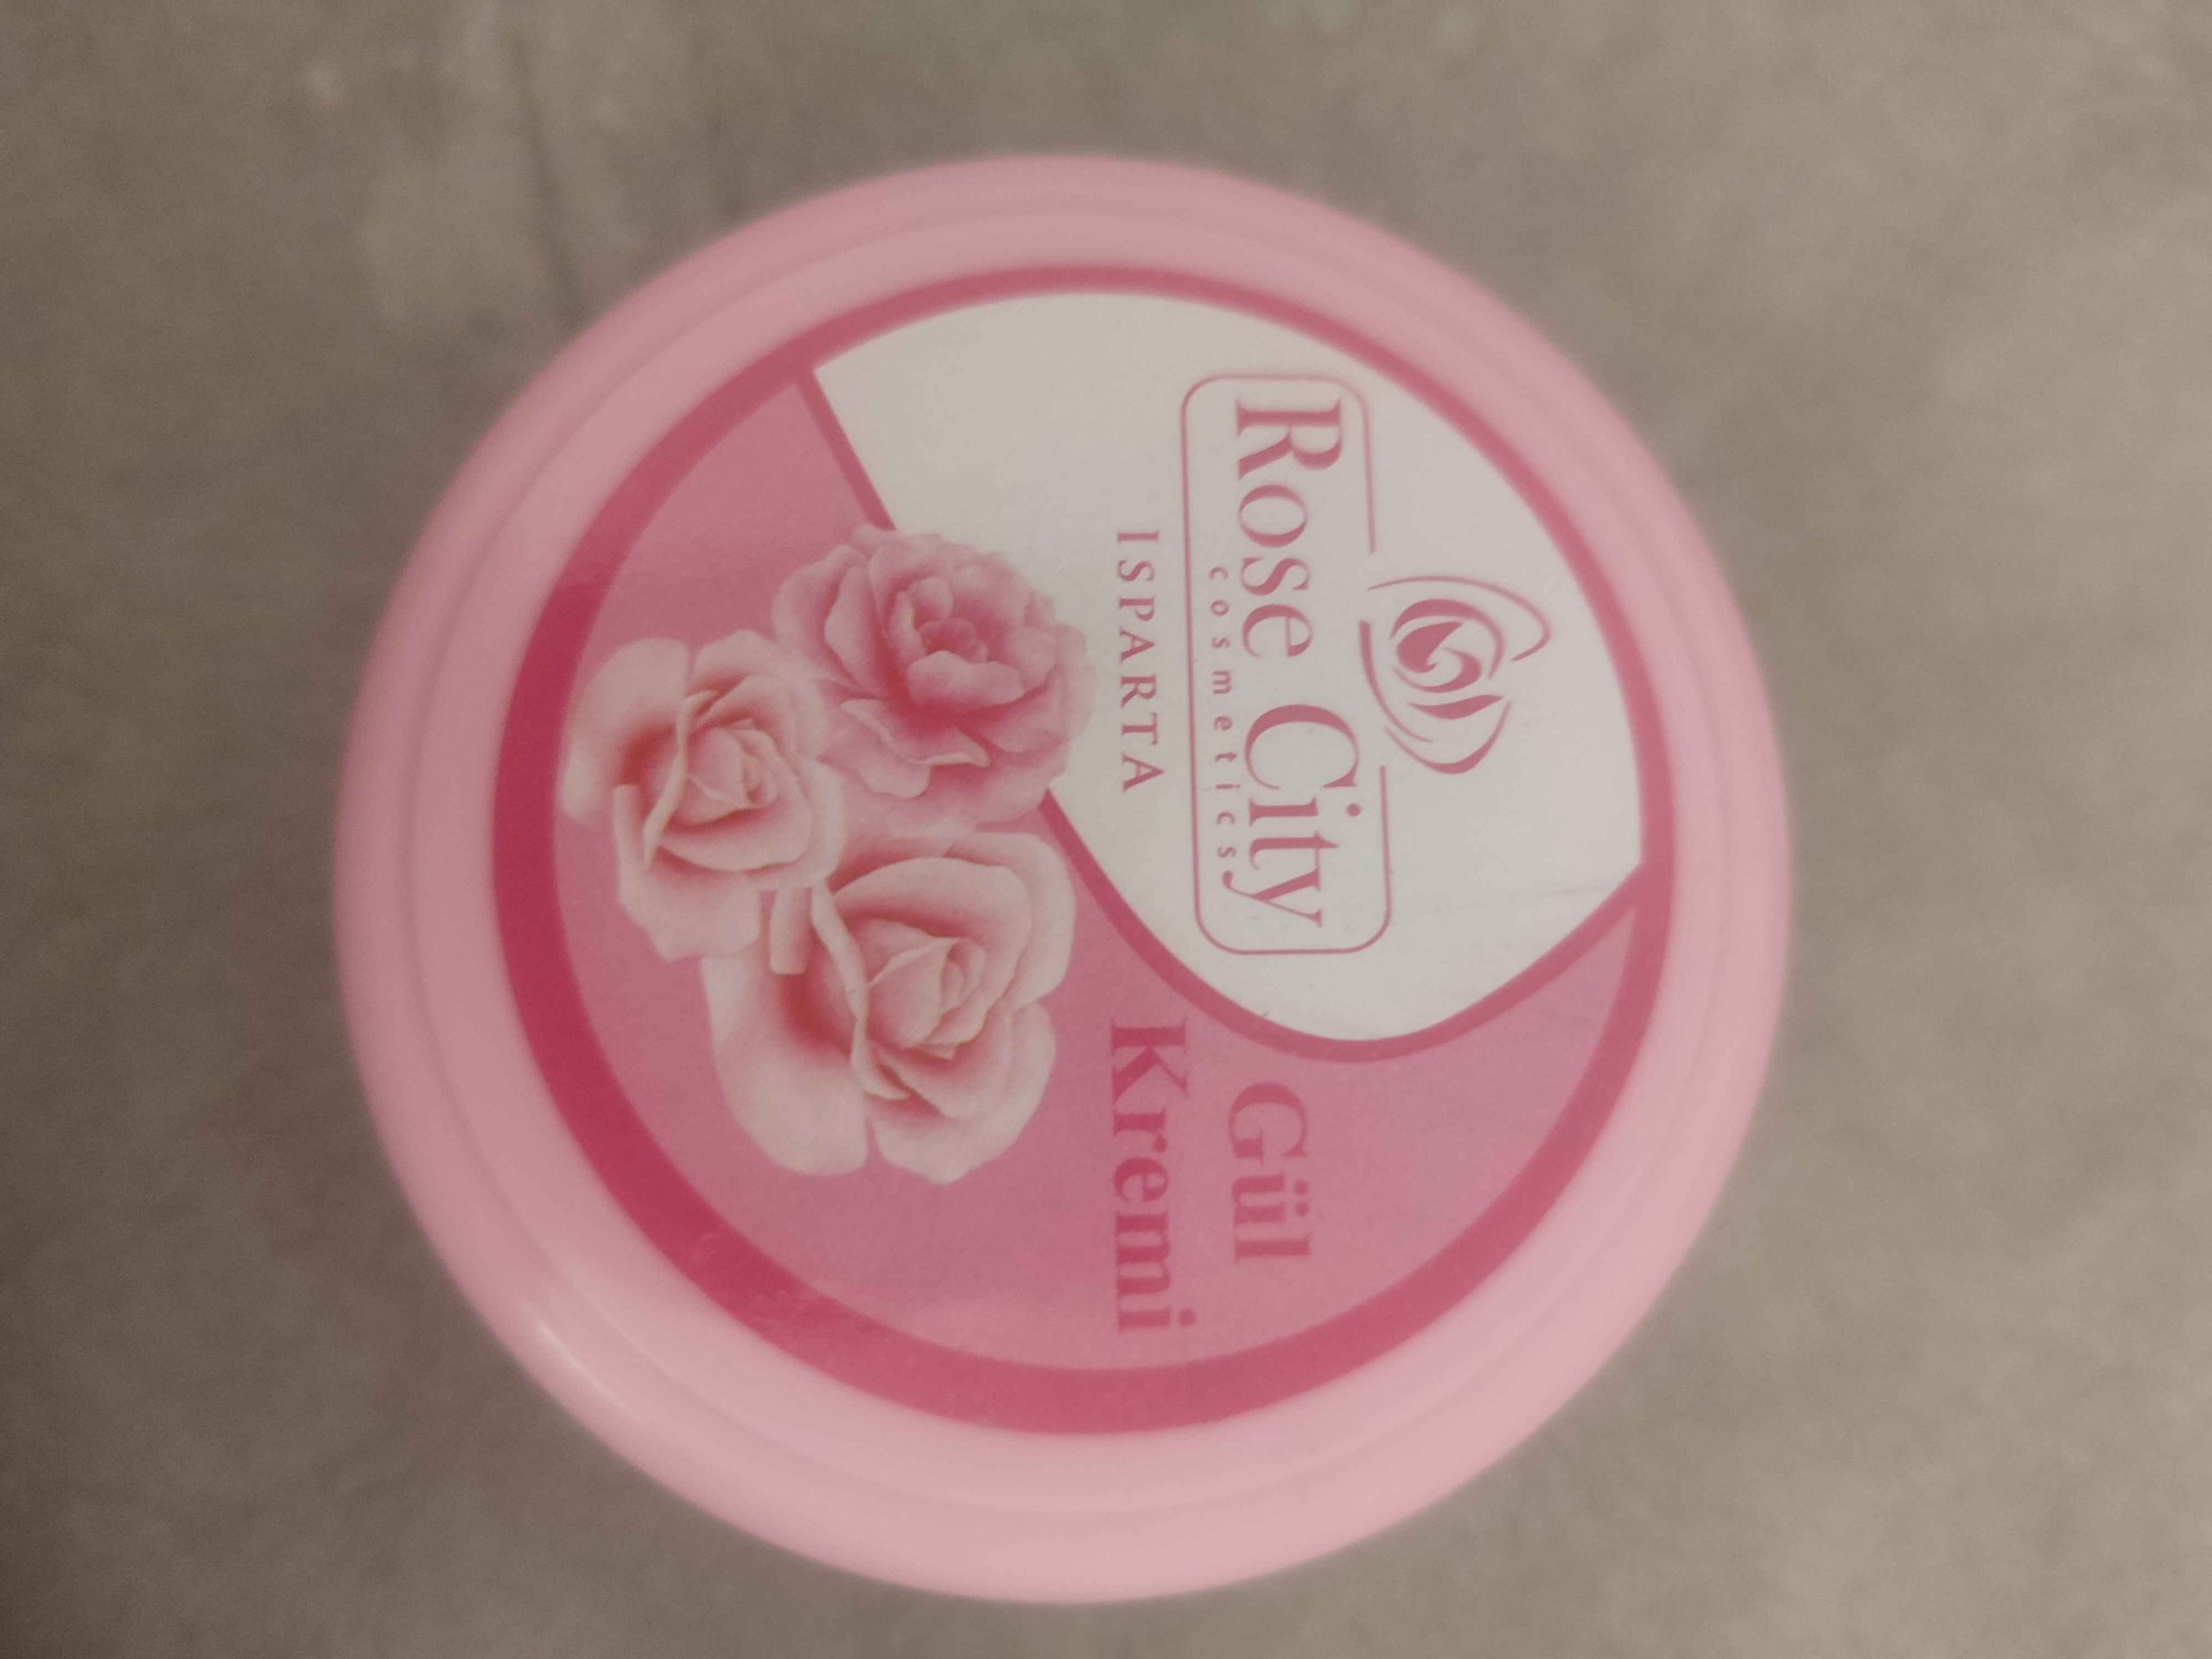 Rose City
cosmetics
ISPARTA
Gül
Kremi